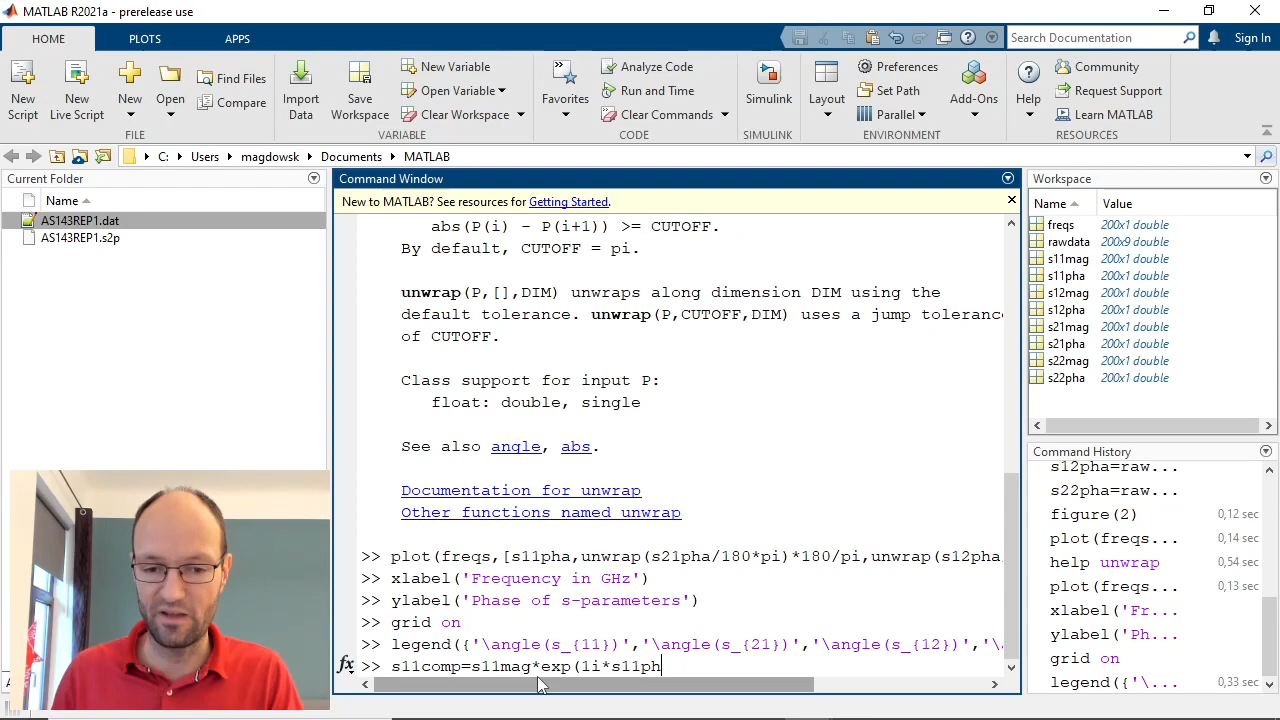 MATLAB R2021a - prerelease use
HOME PLOTS APPS
Search Documentation
Sign In
New Script
New Live Script
New
Open
Find Files
Compare
FILE
Import Data
Save Workspace
New Variable
Open Variable
Clear Workspace
VARIABLE
Favorites
Analyze Code
Run and Time
Clear Commands
CODE
Simulink
SIMULINK
Layout
Preferences
Set Path
Parallel
Add-Ons
ENVIRONMENT
Help
Community
Request Support
Learn MATLAB
RESOURCES
C: Users magdowsk Documents MATLAB
Current Folder
Name
AS143REP1.dat
AS143REP1.s2p
Command Window
New to MATLAB? See resources for Getting Started.
abs(P(i) - P(i+1)) >= CUTOFF.
By default, CUTOFF = pi.
unwrap(P,[],DIM) unwraps along dimension DIM using the
default tolerance. unwrap(P,CUTOFF,DIM) uses a jump tolerance
of CUTOFF.
Class support for input P:
float: double, single
See also angle, abs.
Documentation for unwrap
Other functions named unwrap
>> plot(freqs,[s11pha,unwrap(s21pha/180*pi)*180/pi,unwrap(s12pha
>> xlabel('Frequency in GHz')
>> ylabel('Phase of s-parameters')
>> grid on
>> legend({'\angle(s_{11})','\angle(s_{21})','\angle(s_{12})','\
fx >> s11comp=s11mag*exp(1i*s11ph
Workspace
Name Value
freqs 200x1 double
rawdata 200x9 double
s11mag 200x1 double
s11pha 200x1 double
s12mag 200x1 double
s12pha 200x1 double
s21mag 200x1 double
s21pha 200x1 double
s22mag 200x1 double
s22pha 200x1 double
Command History
s12pha=raw...
s22pha=raw...
figure(2) 0,12 sec
plot(freqs... 0,14 sec
help unwrap 0,54 sec
plot(freqs... 0,13 sec
xlabel('Fr...
ylabel('Ph...
grid on
legend({'\... 0,33 sec